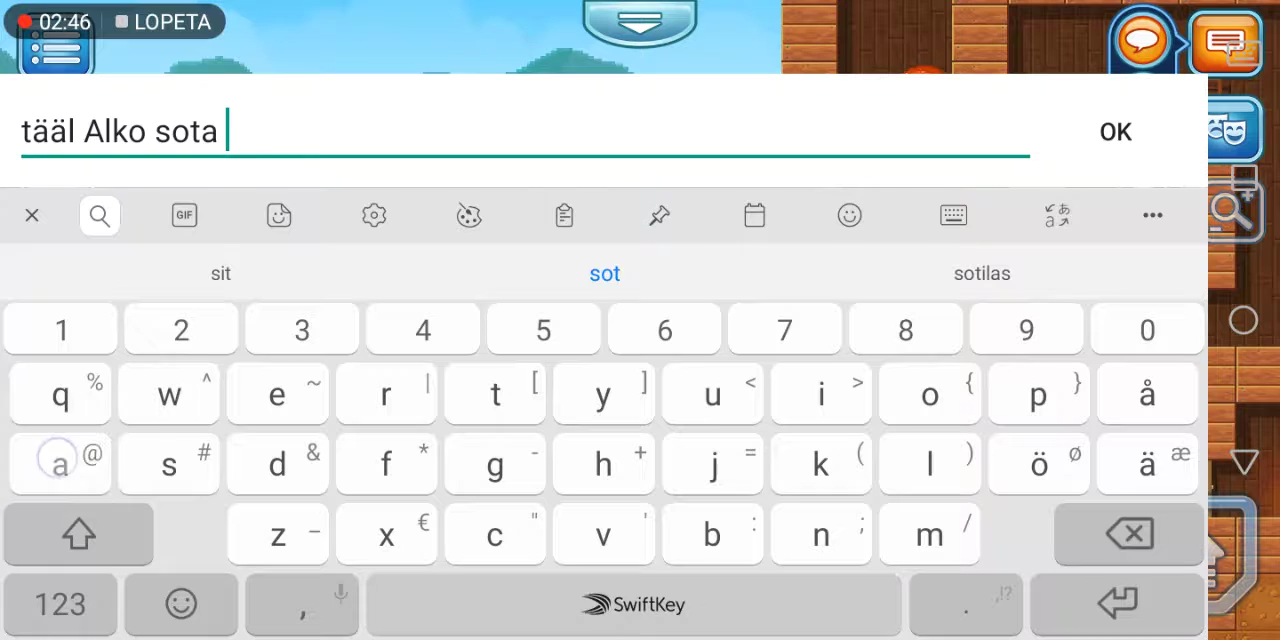 02:46 LOPETA
tääl Alko sota
OK
GIF
sit sot sotilas
1 2 3 4 5 6 7 8 9 0
q % w ^ e ~ r | t [ y ] u < i > o { p } å
a @ s # d & f * g - h + j = k ( l ) ö ø ä æ
z _ x € c " v ' b : n ; m /
123 , SwiftKey . ,!?